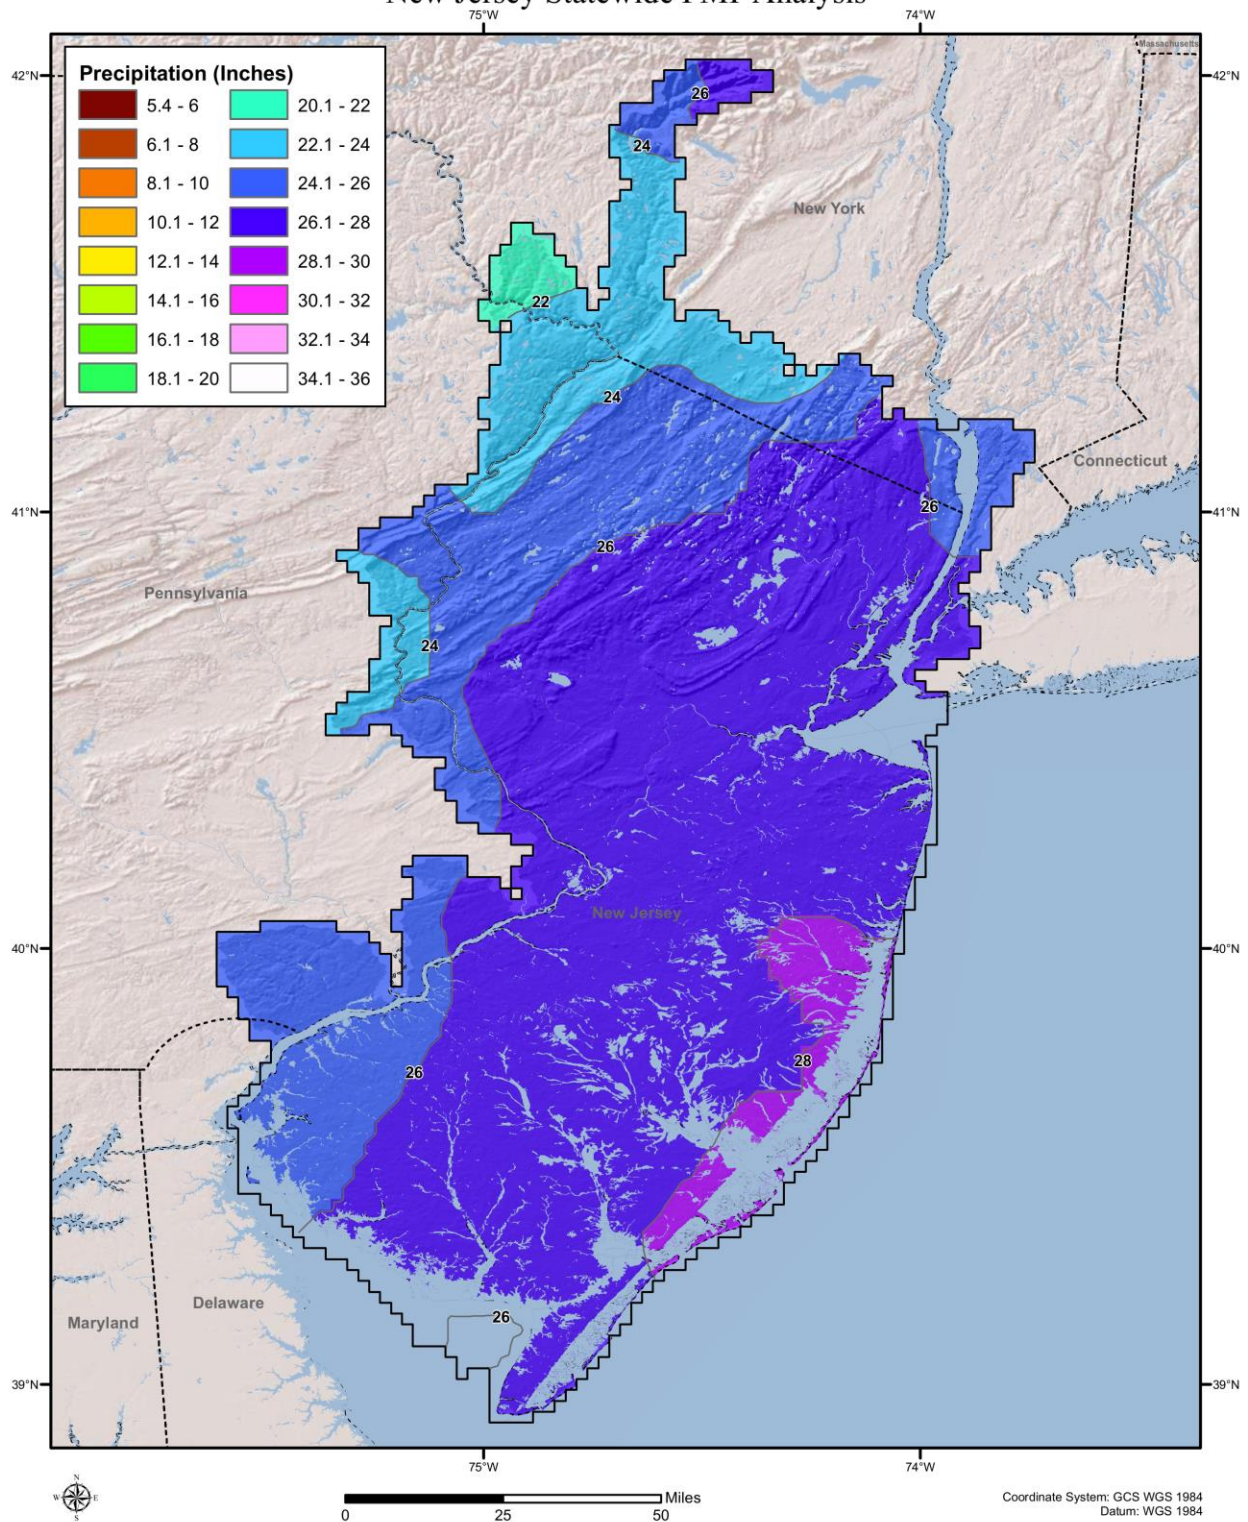 New Jersey Statewide PMP Analysis
75°W 74°W
Massachusetts
42°N 42°N
Precipitation (Inches)
5.4 - 6 20.1 - 22
6.1 - 8 22.1 - 24
8.1 - 10 24.1 - 26
10.1 - 12 26.1 - 28
12.1 - 14 28.1 - 30
14.1 - 16 30.1 - 32
16.1 - 18 32.1 - 34
18.1 - 20 34.1 - 36
26
24
New York
22
24
Connecticut
26
41°N 41°N
26
Pennsylvania
24
New Jersey
40°N 40°N
28
26
Delaware
26
Maryland
39°N 39°N
75°W 74°W
N
W E
S
Miles
0 25 50
Coordinate System: GCS WGS 1984
Datum: WGS 1984